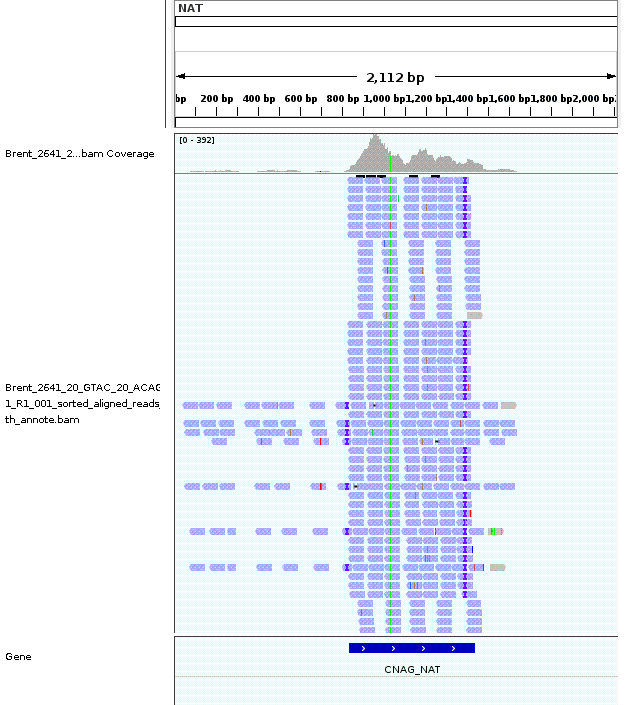 NAT
2,112 bp
bp 200 bp 400 bp 600 bp 800 bp 1,000 bp 1,200 bp 1,400 bp 1,600 bp 1,800 bp 2,000 bp
Brent_2641_2...bam Coverage
[0 - 392]
Brent_2641_20_GTAC_20_ACAG
1_R1_001_sorted_aligned_reads_
th_annote.bam
Gene
CNAG_NAT